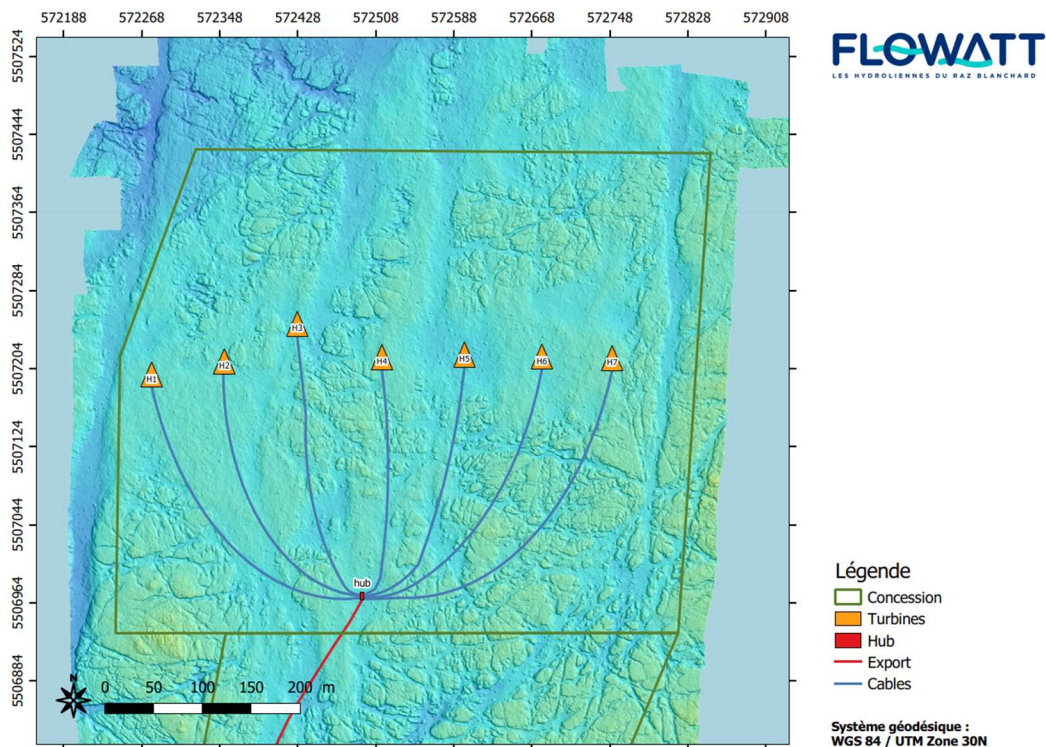 572188 572268 572348 572428 572508 572588 572668 572748 572828 572908
FLOWATT
LES HYDROLIENNES DU RAZ BLANCHARD
5507524
5507444
5507364
5507284
5507204
5507124
5507044
5506964
5506884
H3
H1
H2
H4
H5
H6
H7
hub
N
0 50 100 150 200 m
Légende
Concession
Turbines
Hub
Export
Cables
Système géodésique :
WGS 84 / UTM Zone 30N